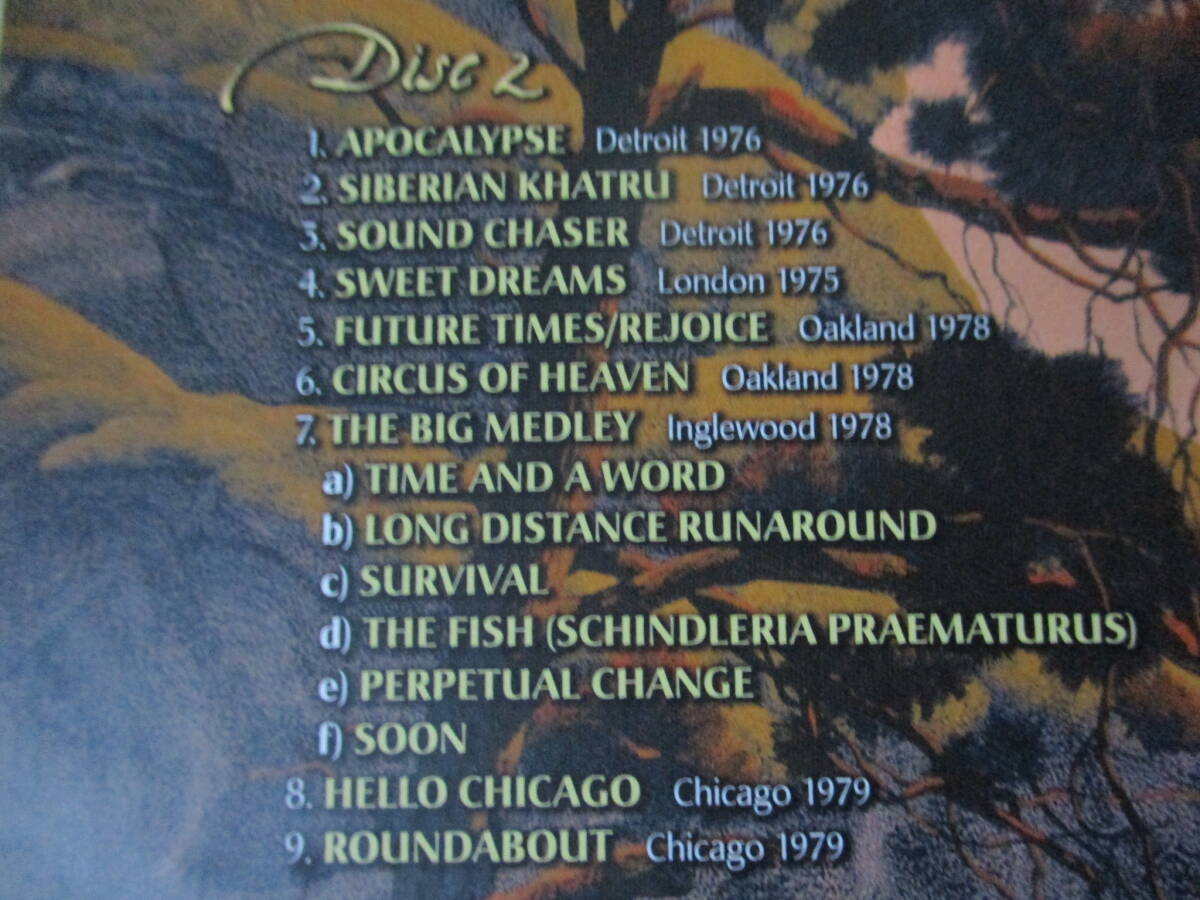 Disc 2
1. APOCALYPSE Detroit 1976
2. SIBERIAN KHATRU Detroit 1976
3. SOUND CHASER Detroit 1976
4. SWEET DREAMS London 1975
5. FUTURE TIMES/REJOICE Oakland 1978
6. CIRCUS OF HEAVEN Oakland 1978
7. THE BIG MEDLEY Inglewood 1978
a) TIME AND A WORD
b) LONG DISTANCE RUNAROUND
c) SURVIVAL
d) THE FISH (SCHINDLERIA PRAEMATURUS)
e) PERPETUAL CHANGE
f) SOON
8. HELLO CHICAGO Chicago 1979
9. ROUNDABOUT Chicago 1979